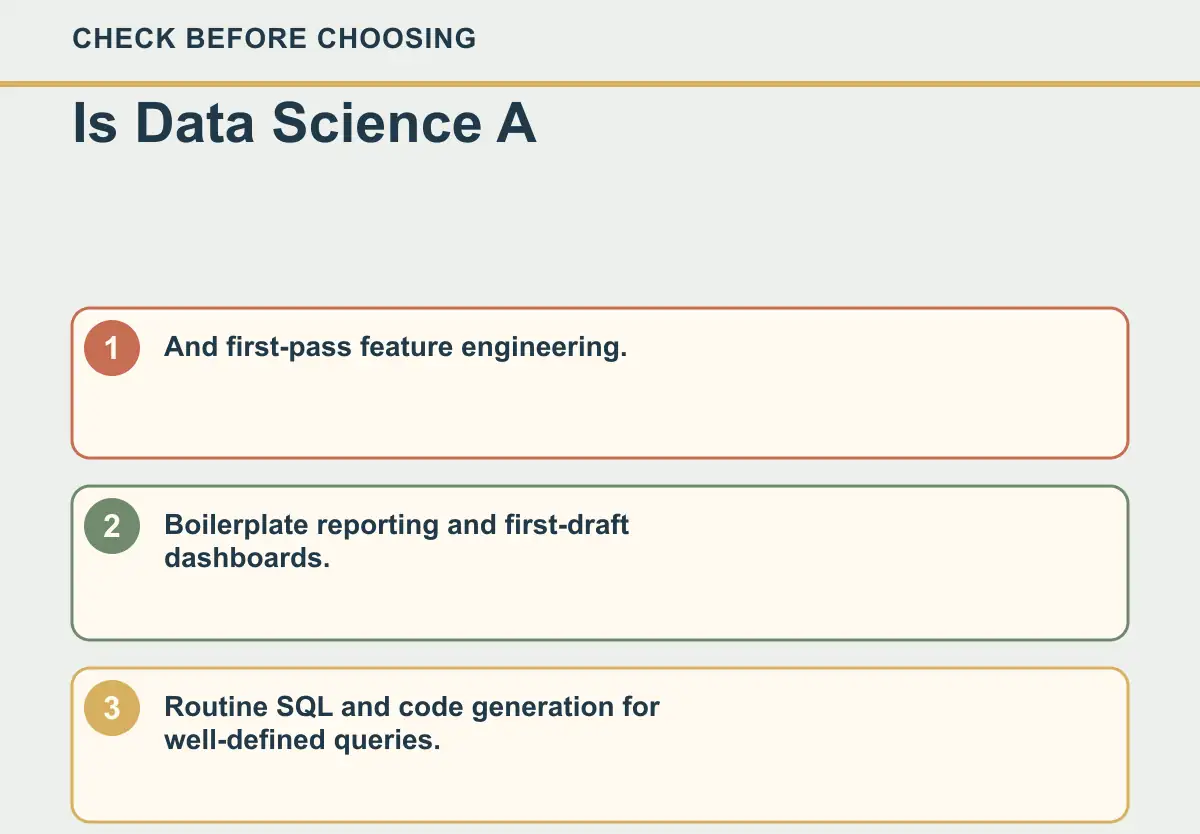 CHECK BEFORE CHOOSING
Is Data Science A
1
And first-pass feature engineering.
2
Boilerplate reporting and first-draft
dashboards.
3
Routine SQL and code generation for
well-defined queries.